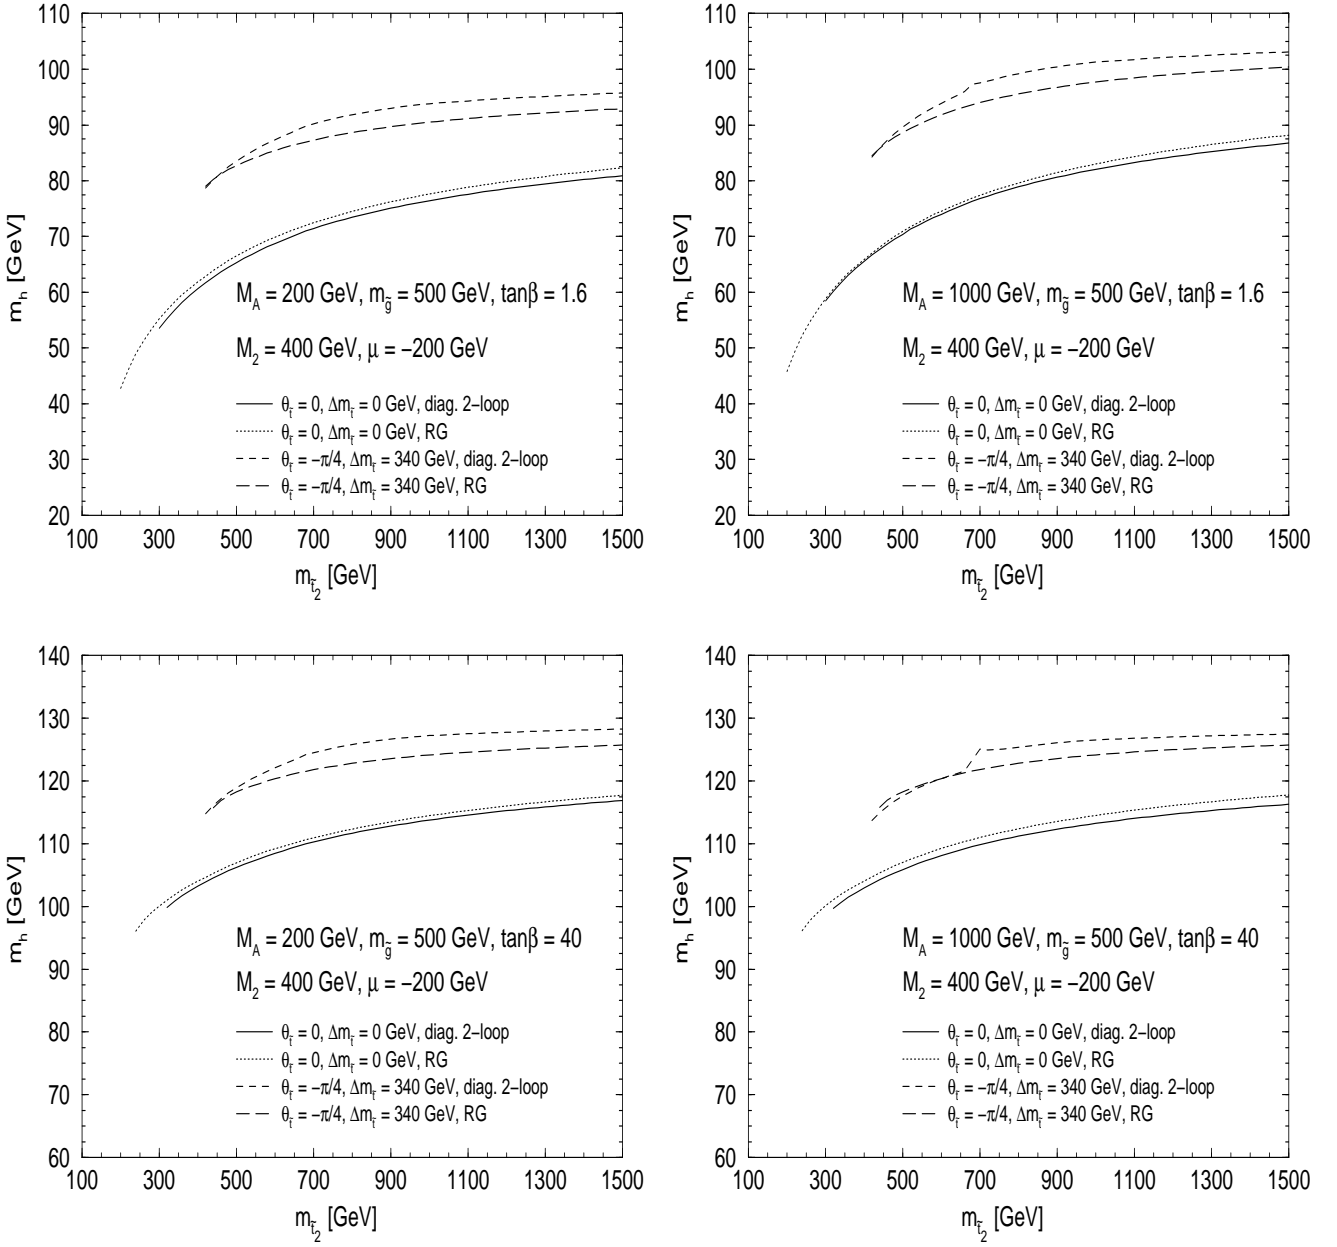 110
100
90
80
70
60
50
40
30
20
m_h [GeV]
M_A = 200 GeV, m_g̃ = 500 GeV, tanβ = 1.6
M_2 = 400 GeV, μ = −200 GeV
θ_t̃ = 0, Δm_t̃ = 0 GeV, diag. 2−loop
θ_t̃ = 0, Δm_t̃ = 0 GeV, RG
θ_t̃ = −π/4, Δm_t̃ = 340 GeV, diag. 2−loop
θ_t̃ = −π/4, Δm_t̃ = 340 GeV, RG
100 300 500 700 900 1100 1300 1500
m_t̃_2 [GeV]
110
100
90
80
70
60
50
40
30
20
m_h [GeV]
M_A = 1000 GeV, m_g̃ = 500 GeV, tanβ = 1.6
M_2 = 400 GeV, μ = −200 GeV
θ_t̃ = 0, Δm_t̃ = 0 GeV, diag. 2−loop
θ_t̃ = 0, Δm_t̃ = 0 GeV, RG
θ_t̃ = −π/4, Δm_t̃ = 340 GeV, diag. 2−loop
θ_t̃ = −π/4, Δm_t̃ = 340 GeV, RG
100 300 500 700 900 1100 1300 1500
m_t̃_2 [GeV]
140
130
120
110
100
90
80
70
60
m_h [GeV]
M_A = 200 GeV, m_g̃ = 500 GeV, tanβ = 40
M_2 = 400 GeV, μ = −200 GeV
θ_t̃ = 0, Δm_t̃ = 0 GeV, diag. 2−loop
θ_t̃ = 0, Δm_t̃ = 0 GeV, RG
θ_t̃ = −π/4, Δm_t̃ = 340 GeV, diag. 2−loop
θ_t̃ = −π/4, Δm_t̃ = 340 GeV, RG
100 300 500 700 900 1100 1300 1500
m_t̃_2 [GeV]
140
130
120
110
100
90
80
70
60
m_h [GeV]
M_A = 1000 GeV, m_g̃ = 500 GeV, tanβ = 40
M_2 = 400 GeV, μ = −200 GeV
θ_t̃ = 0, Δm_t̃ = 0 GeV, diag. 2−loop
θ_t̃ = 0, Δm_t̃ = 0 GeV, RG
θ_t̃ = −π/4, Δm_t̃ = 340 GeV, diag. 2−loop
θ_t̃ = −π/4, Δm_t̃ = 340 GeV, RG
100 300 500 700 900 1100 1300 1500
m_t̃_2 [GeV]